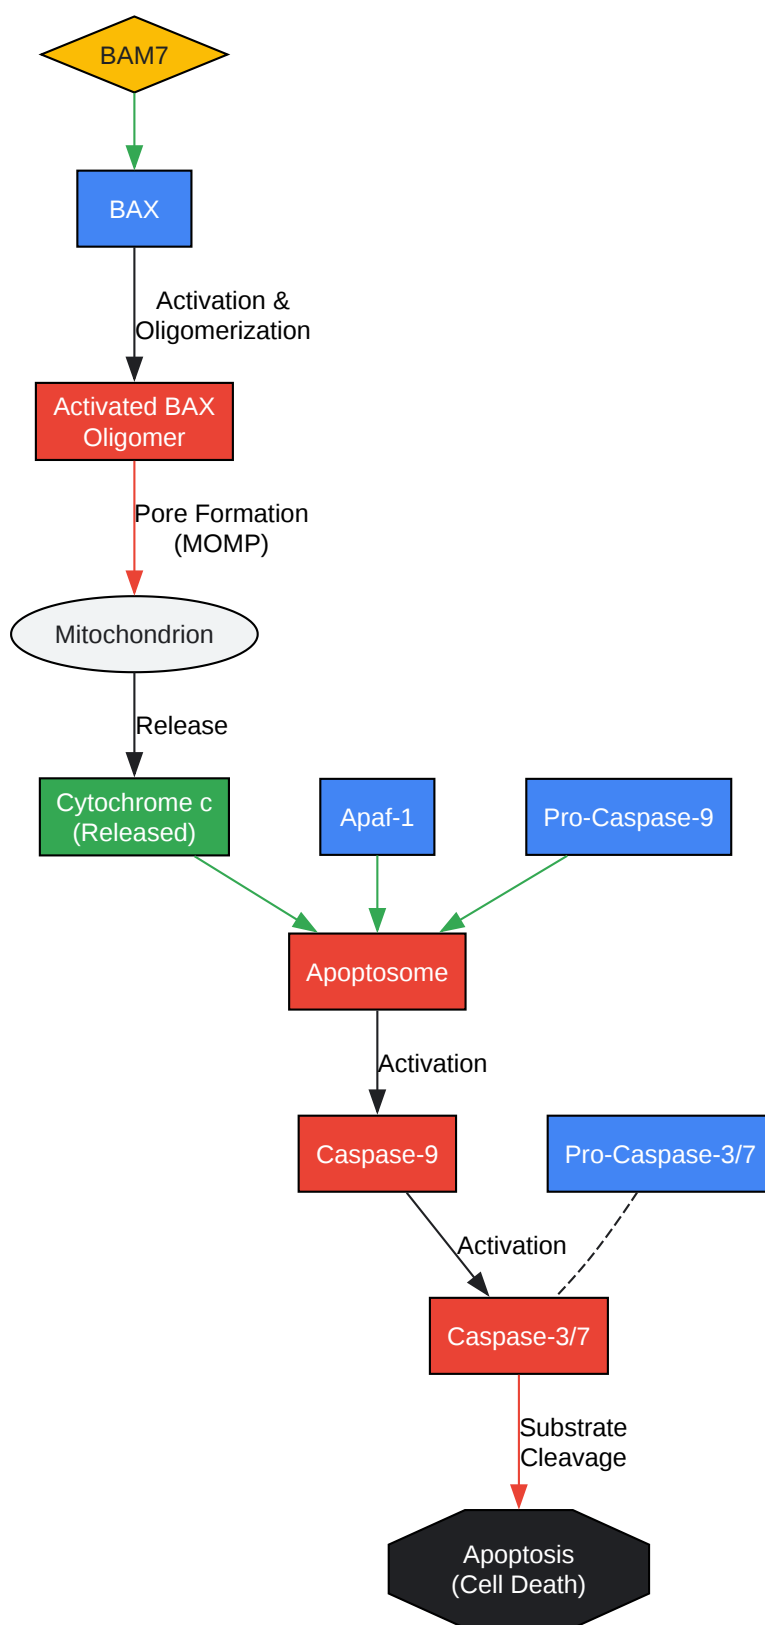 BAM7
BAX
Activation &
Oligomerization
Activated BAX
Oligomer
Pore Formation
(MOMP)
Mitochondrion
Release
Cytochrome c
(Released)
Apaf-1
Pro-Caspase-9
Apoptosome
Activation
Caspase-9
Pro-Caspase-3/7
Activation
Caspase-3/7
Substrate
Cleavage
Apoptosis
(Cell Death)